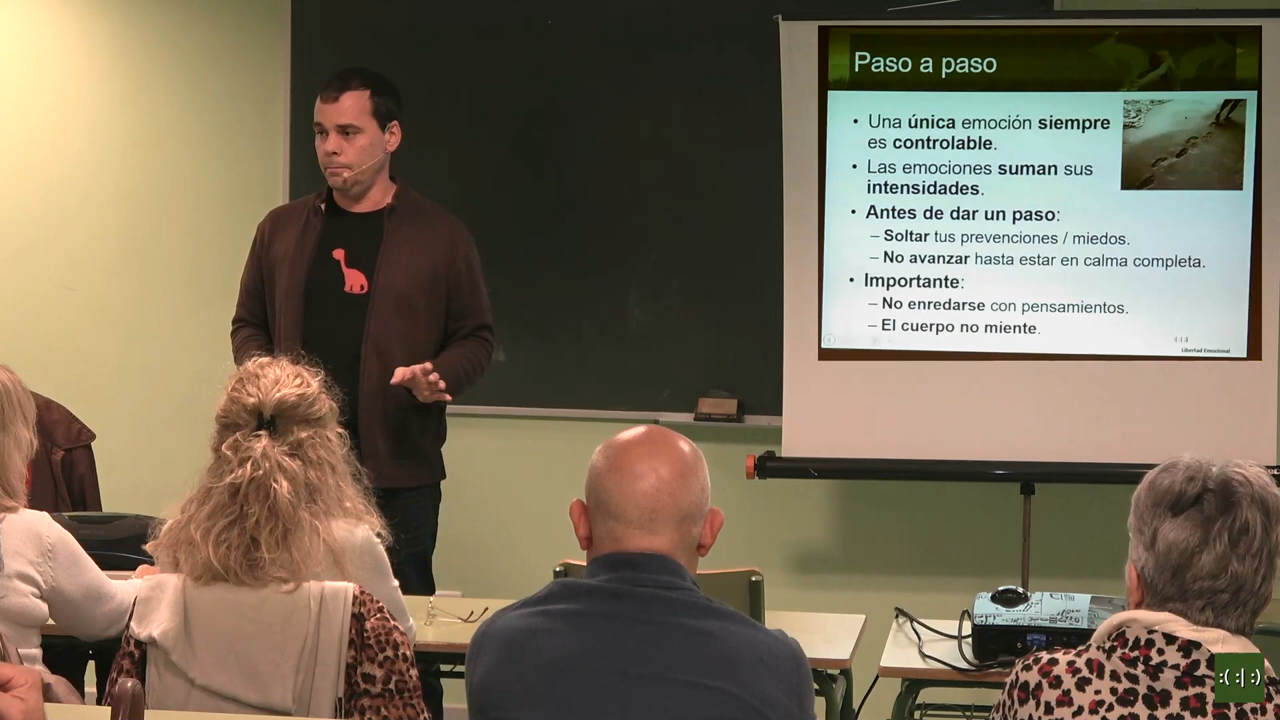 Paso a paso
• Una única emoción siempre
es controlable.
• Las emociones suman sus
intensidades.
• Antes de dar un paso:
– Soltar tus prevenciones / miedos.
– No avanzar hasta estar en calma completa.
• Importante:
– No enredarse con pensamientos.
– El cuerpo no miente.
:( :| :)
Libertad Emocional
:( :| :)